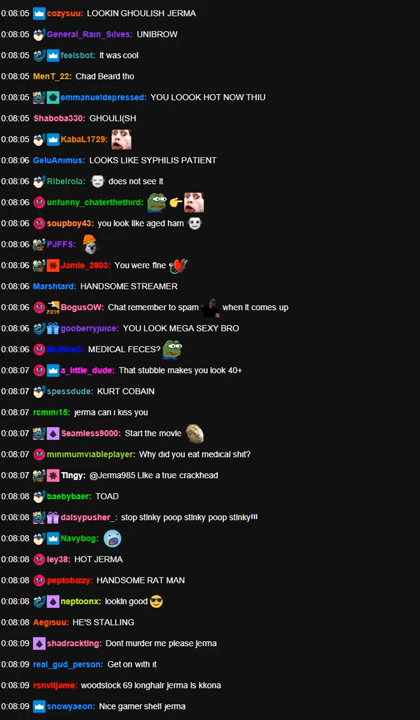 0:08:05 cozysuu: LOOKIN GHOULISH JERMA
0:08:05 General_Rain_Silves: UNIBROW
0:08:05 feelsbot: It was cool
0:08:05 MenT_22: Chad Beard tho
0:08:05 emmanueldepressed: YOU LOOOK HOT NOW THIU
0:08:05 Shaboba330: GHOULI(SH
0:08:05 KabaL1729:
0:08:06 GeluAnimus: LOOKS LIKE SYPHILIS PATIENT
0:08:06 Ribeirola: does not see it
0:08:06 unfunny_chaterthethrd:
0:08:06 soupboy43: you look like aged ham
0:08:06 PJFFS:
0:08:06 Jamie_2803: You were fine
0:08:06 Marshtard: HANDSOME STREAMER
0:08:06 BogusOW: Chat remember to spam when it comes up
0:08:06 gooberryjuice: YOU LOOK MEGA SEXY BRO
0:08:06 MEDICAL FECES?
0:08:07 a_little_dude: That stubble makes you look 40+
0:08:07 spessdude: KURT COBAIN
0:08:07 rcmini15: jerma can i kiss you
0:08:07 Seamless9000: Start the movie
0:08:07 minimumviableplayer: Why did you eat medical shit?
0:08:07 Tingy: @Jerma985 Like a true crackhead
0:08:08 baebybaer: TOAD
0:08:08 daisypusher_: stop stinky poop stinky poop stinky!!!
0:08:08 Navybog:
0:08:08 ley38: HOT JERMA
0:08:08 peptobizzy: HANDSOME RAT MAN
0:08:08 neptoonx: lookin good
0:08:08 Aegisuu: HE'S STALLING
0:08:09 shadrackting: Dont murder me please jerma
0:08:09 real_gud_person: Get on with it
0:08:09 rsnviijame: woodstock 69 longhair jerma is kkona
0:08:09 snowyaeon: Nice gamer shelf jerma